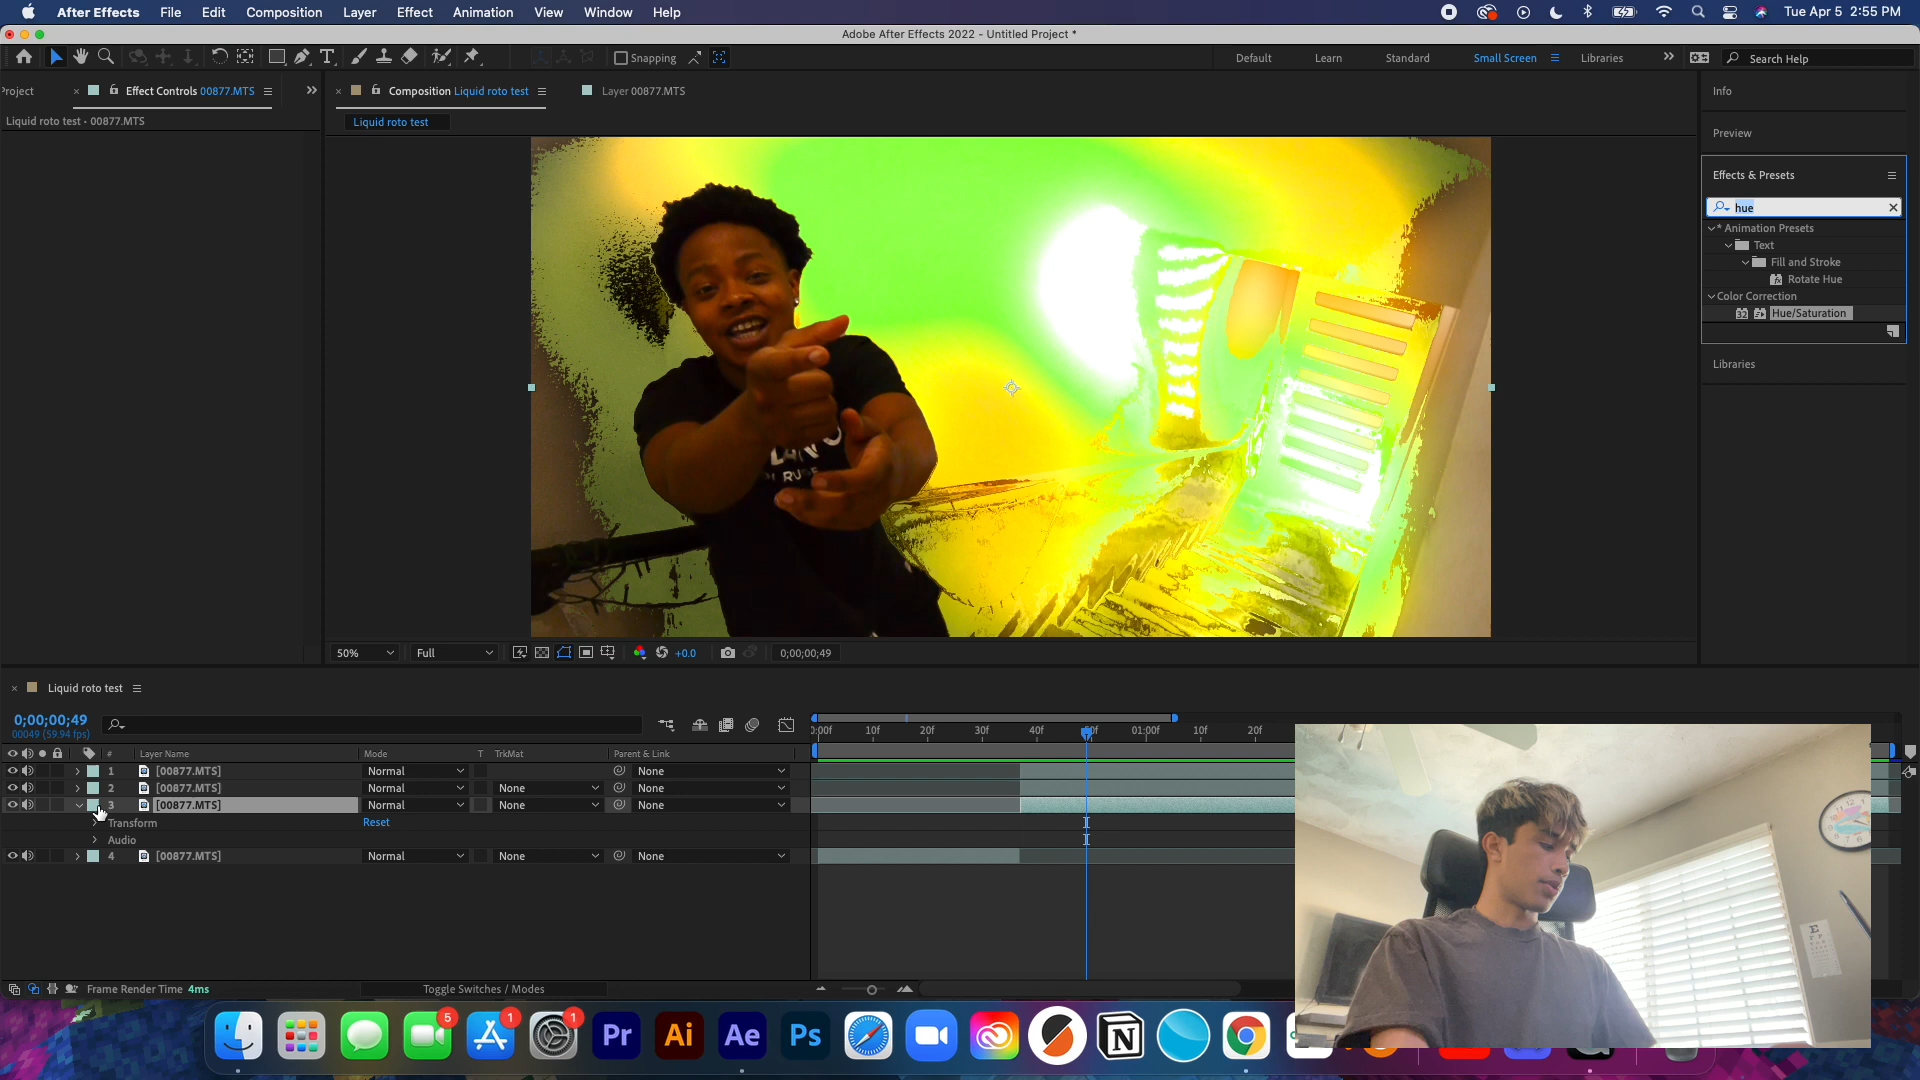 After Effects File Edit Composition Layer Effect Animation View Window Help Tue Apr 5 2:55 PM
Adobe After Effects 2022 - Untitled Project *
Snapping Default Learn Standard Small Screen Libraries Search Help
roject Effect Controls 00877.MTS Composition Liquid roto test Layer 00877.MTS Info
Liquid roto test • 00877.MTS Liquid roto test
Preview
Effects & Presets
hue
* Animation Presets
Text
Fill and Stroke
Rotate Hue
Color Correction
32 Hue/Saturation
Libraries
50% Full +0.0 0;00;00;49
Liquid roto test
0;00;00;49
00049 (59.94 fps)
):00f 10f 20f 30f 40f 50f 01:00f 10f 20f
# Layer Name Mode T TrkMat Parent & Link
1 [00877.MTS] Normal None
2 [00877.MTS] Normal None None
3 [00877.MTS] Normal None None
Transform Reset
Audio
4 [00877.MTS] Normal None None
Frame Render Time 4ms Toggle Switches / Modes
5 1 1
Pr Ai Ae Ps